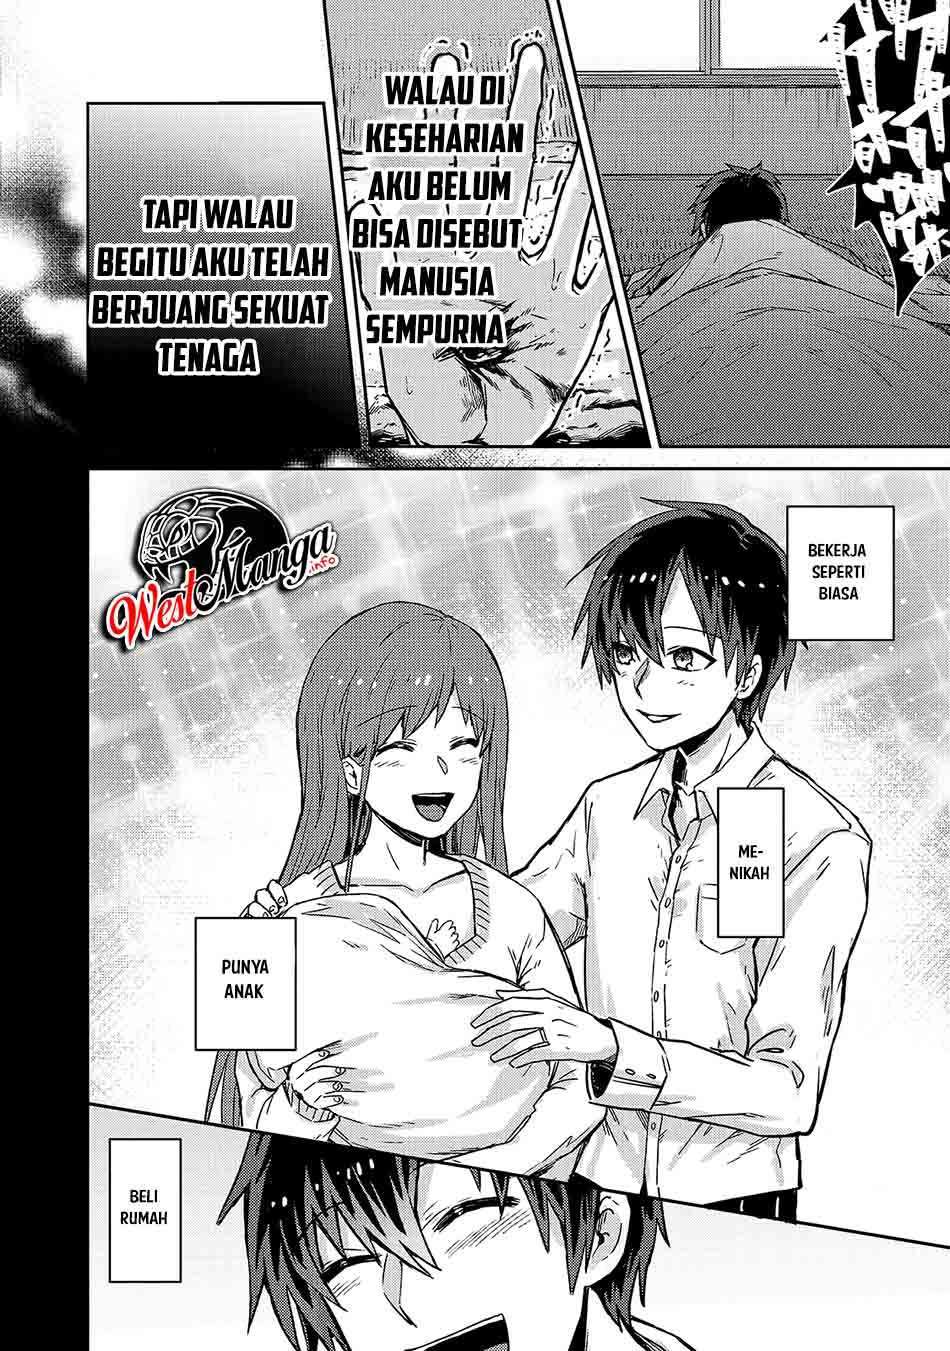 WALAU DI
KESEHARIAN
AKU BELUM
BISA DISEBUT
MANUSIA
SEMPURNA
TAPI WALAU
BEGITU AKU TELAH
BERJUANG SEKUAT
TENAGA
BEKERJA
SEPERTI
BIASA
ME-
NIKAH
PUNYA
ANAK
BELI
RUMAH
WestManga
.info